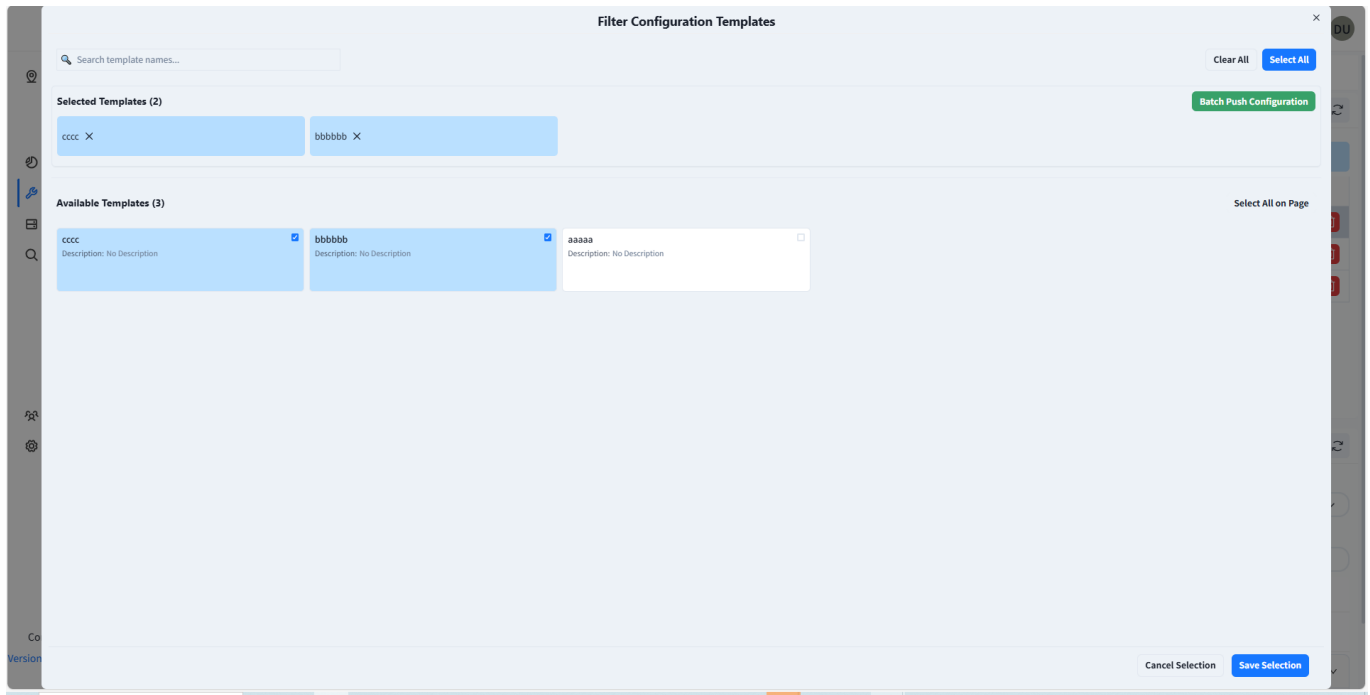 Filter Configuration Templates
DU
Search template names...
Clear All
Select All
Selected Templates (2)
Batch Push Configuration
cccc
bbbbbb
Available Templates (3)
Select All on Page
cccc
Description: No Description
bbbbbb
Description: No Description
aaaaa
Description: No Description
Co
Version
Cancel Selection
Save Selection